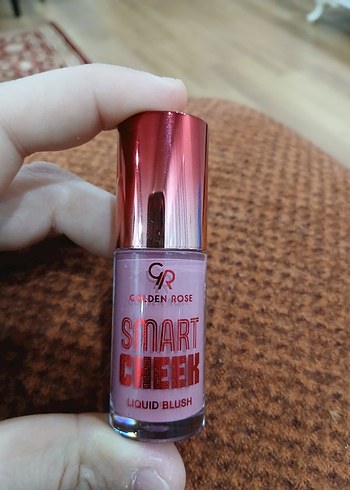 GR
GOLDEN ROSE
SMART
CHEEK
LIQUID BLUSH